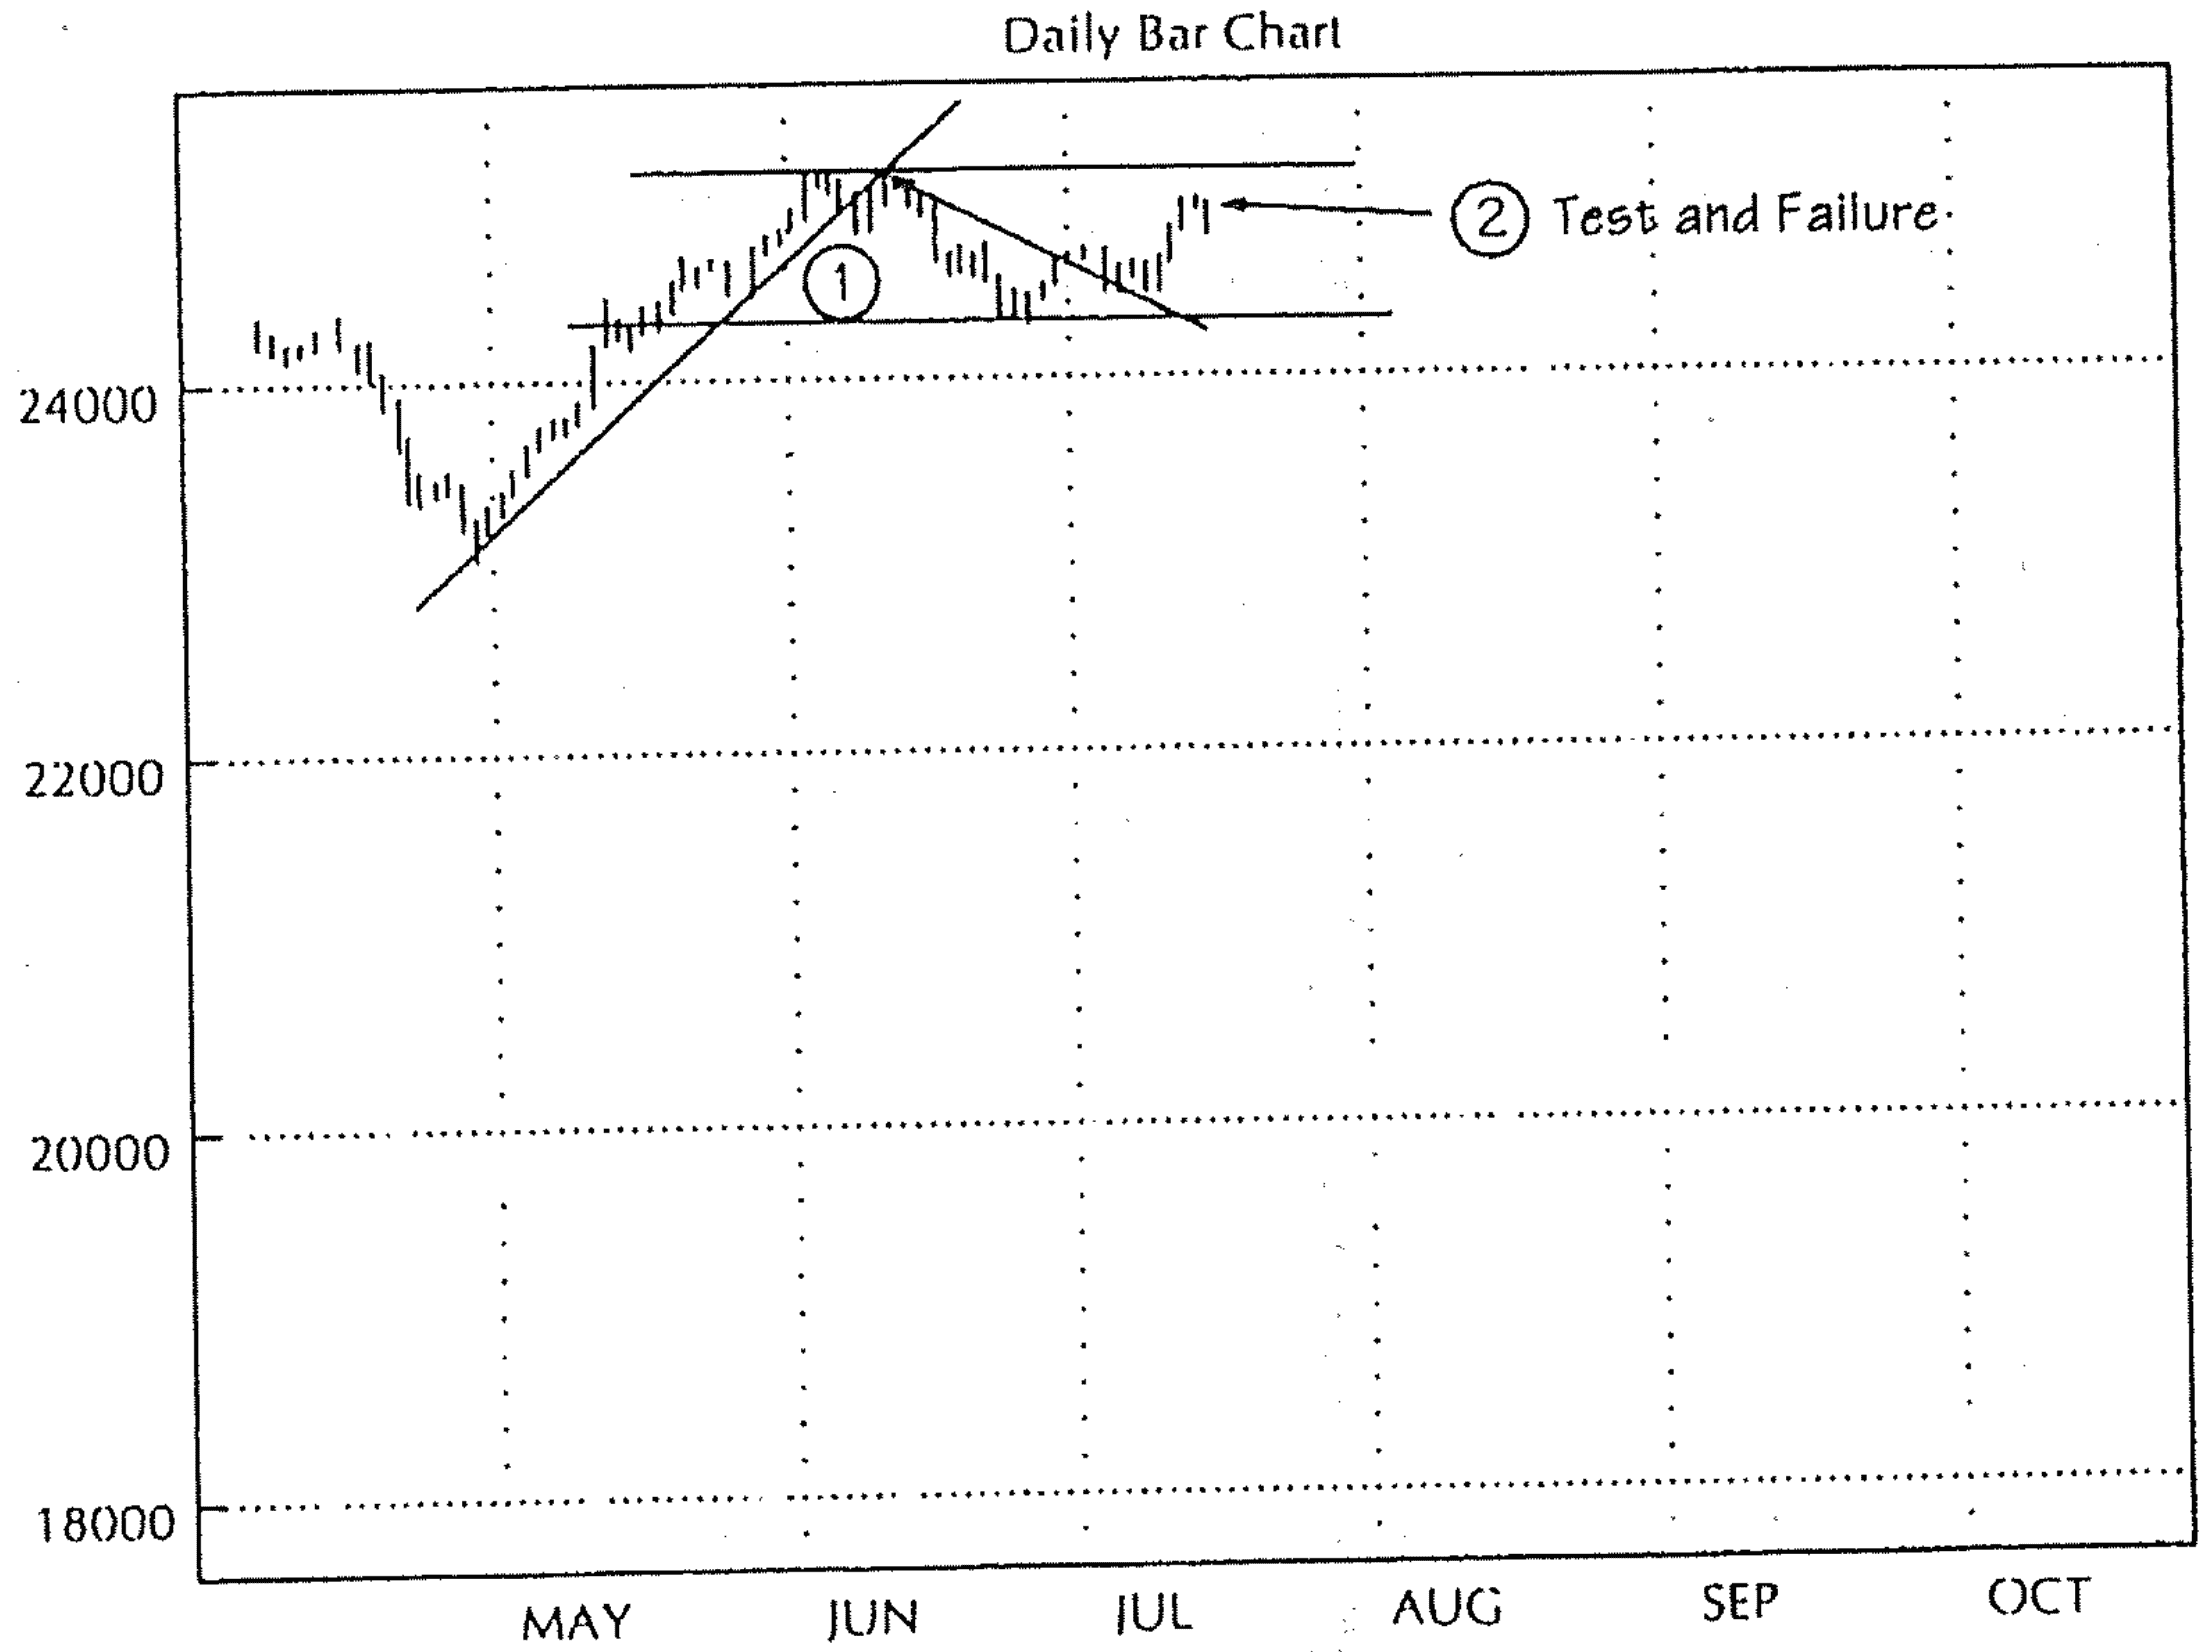 Daily Bar Chart
② Test and Failure
①
24000
22000
20000
18000
MAY JUN JUL AUG SEP OCT